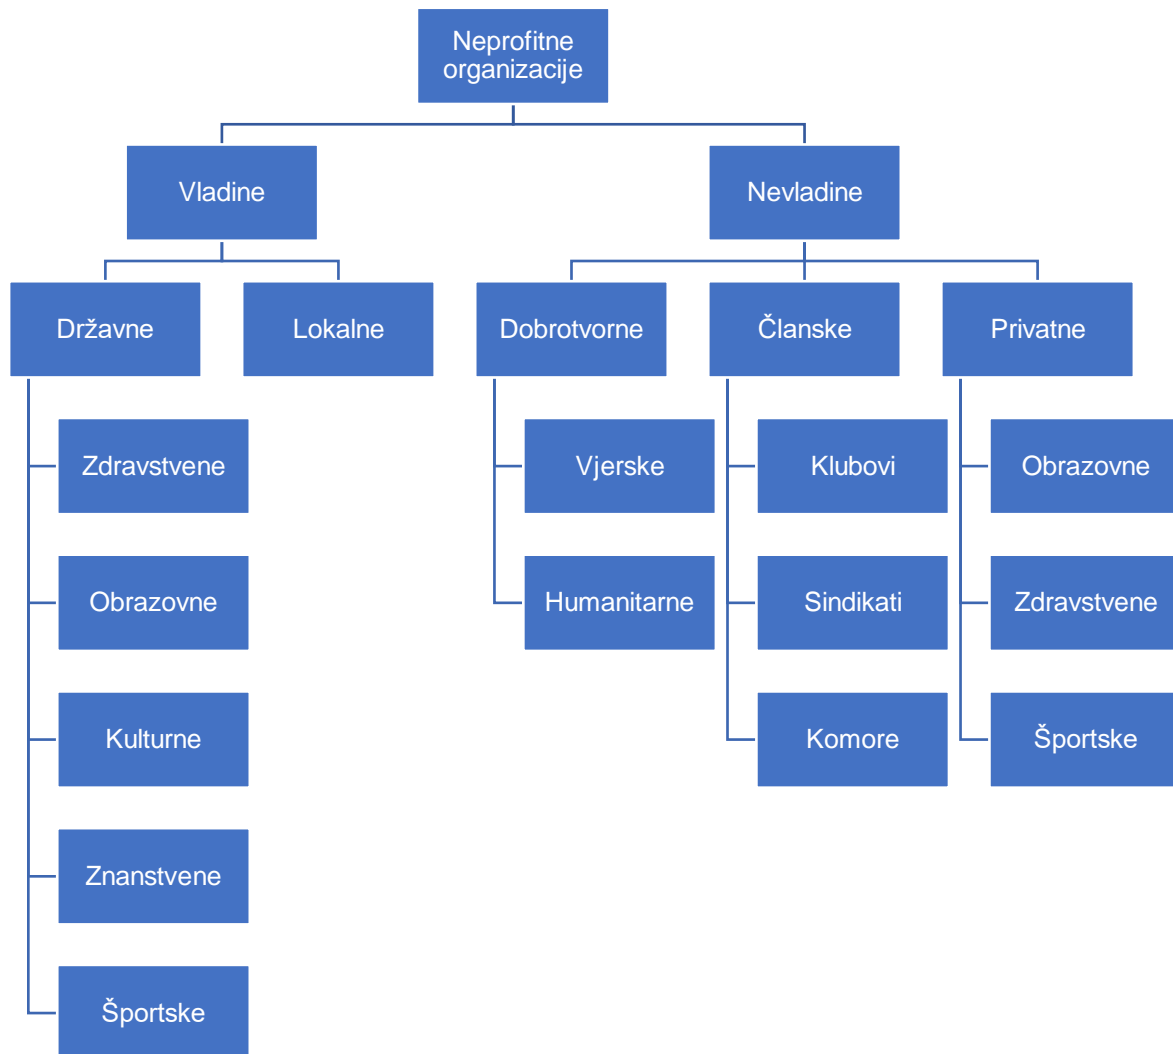 Neprofitne
organizacije
Vladine
Nevladine
Državne
Lokalne
Dobrotvorne
Članske
Privatne
Zdravstvene
Vjerske
Klubovi
Obrazovne
Obrazovne
Humanitarne
Sindikati
Zdravstvene
Kulturne
Komore
Športske
Znanstvene
Športske